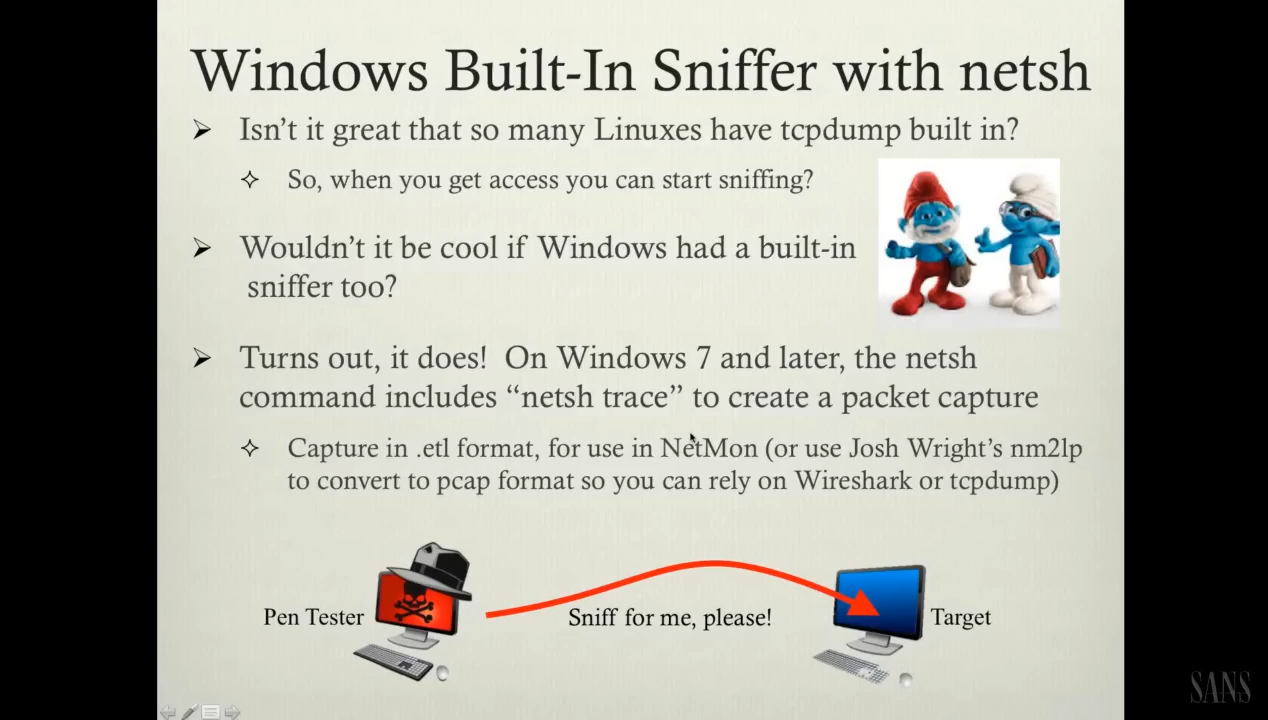 Windows Built-In Sniffer with netsh
Isn't it great that so many Linuxes have tcpdump built in?
So, when you get access you can start sniffing?
Wouldn't it be cool if Windows had a built-in
sniffer too?
Turns out, it does! On Windows 7 and later, the netsh
command includes “netsh trace” to create a packet capture
Capture in .etl format, for use in NetMon (or use Josh Wright's nm2lp
to convert to pcap format so you can rely on Wireshark or tcpdump)
Pen Tester
Sniff for me, please!
Target
SANS